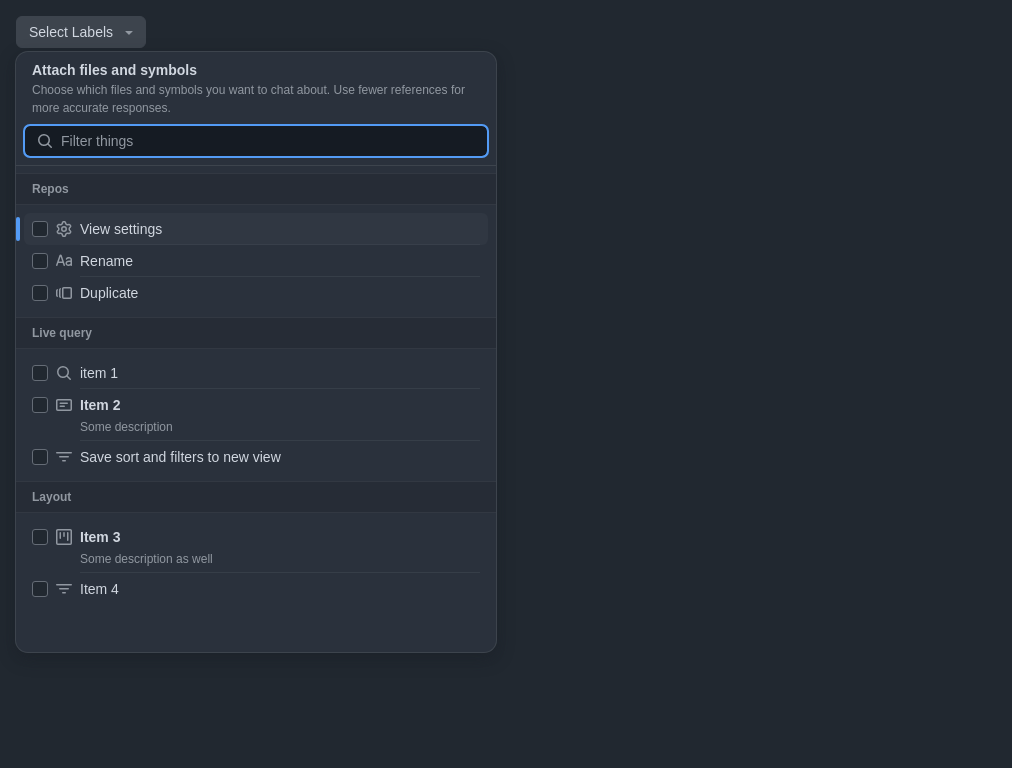 Select Labels
Attach files and symbols
Choose which files and symbols you want to chat about. Use fewer references for
more accurate responses.
Filter things
Repos
View settings
Rename
Duplicate
Live query
item 1
Item 2
Some description
Save sort and filters to new view
Layout
Item 3
Some description as well
Item 4